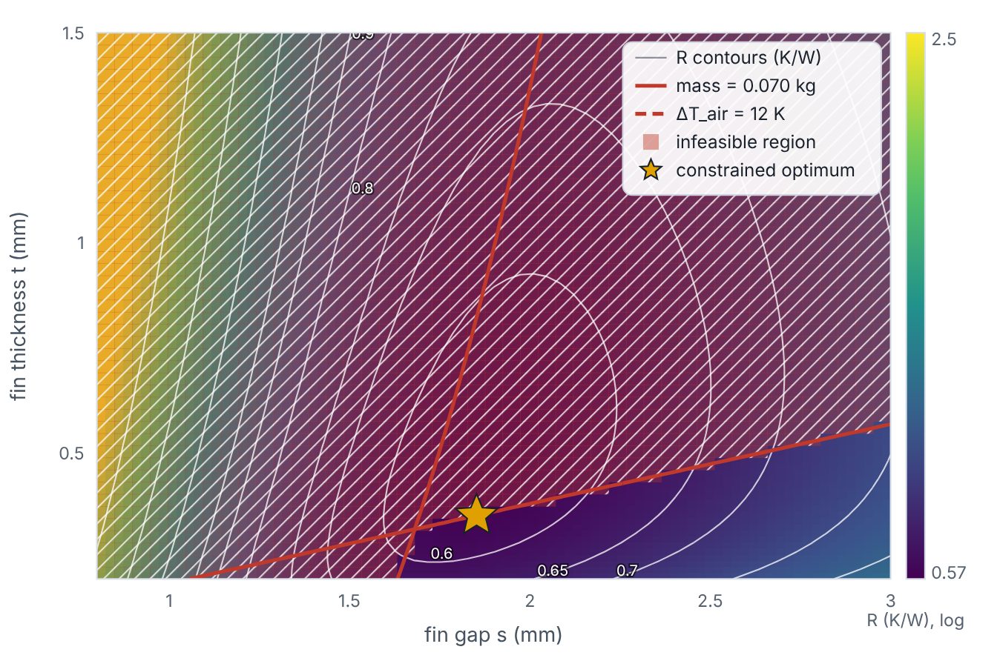 1.5
1
0.5
fin thickness t (mm)
0.9
0.8
0.6
0.65
0.7
R contours (K/W)
mass = 0.070 kg
ΔT_air = 12 K
infeasible region
constrained optimum
2.5
0.57
1
1.5
2
2.5
3
R (K/W), log
fin gap s (mm)